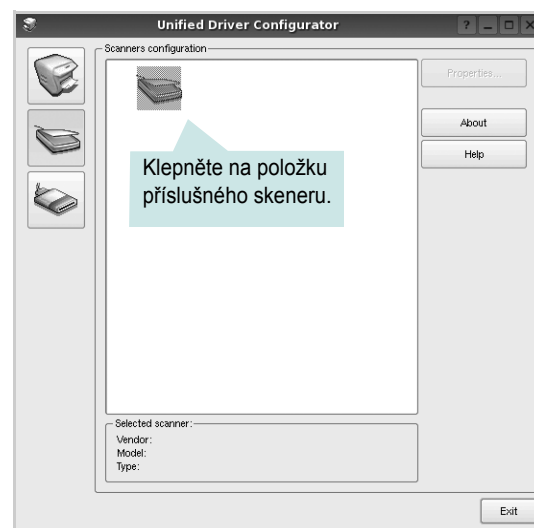 Unified Driver Configurator
Scanners configuration
Properties...
About
Help
Klepněte na položku
příslušného skeneru.
Selected scanner:
Vendor:
Model:
Type:
Exit